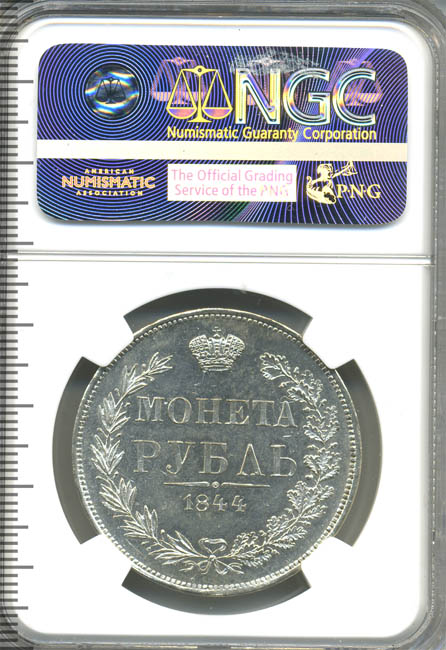 NGC
Numismatic Guaranty Corporation
AMERICAN
NUMISMATIC
ASSOCIATION
The Official Grading
Service of the PNG
PNG
МОНЕТА
РУБЛЬ
1844